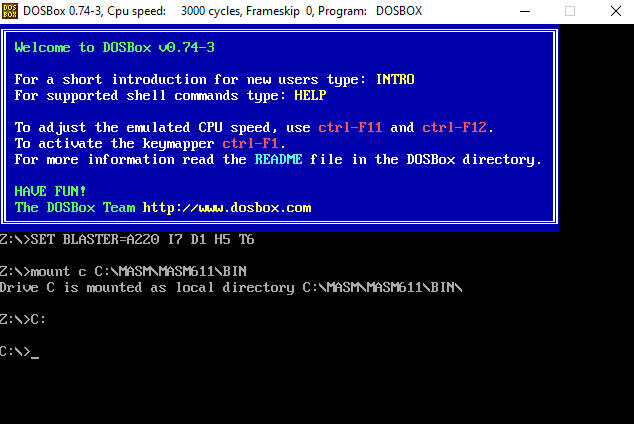 DOS BOX
DOSBox 0.74-3, Cpu speed: 3000 cycles, Frameskip 0, Program: DOSBOX
Welcome to DOSBox v0.74-3
For a short introduction for new users type: INTRO
For supported shell commands type: HELP
To adjust the emulated CPU speed, use ctrl-F11 and ctrl-F12.
To activate the keymapper ctrl-F1.
For more information read the README file in the DOSBox directory.
HAVE FUN!
The DOSBox Team http://www.dosbox.com
Z:\>SET BLASTER=A220 I7 D1 H5 T6
Z:\>mount c C:\MASM\MASM611\BIN
Drive C is mounted as local directory C:\MASM\MASM611\BIN\
Z:\>C:
C:\>_